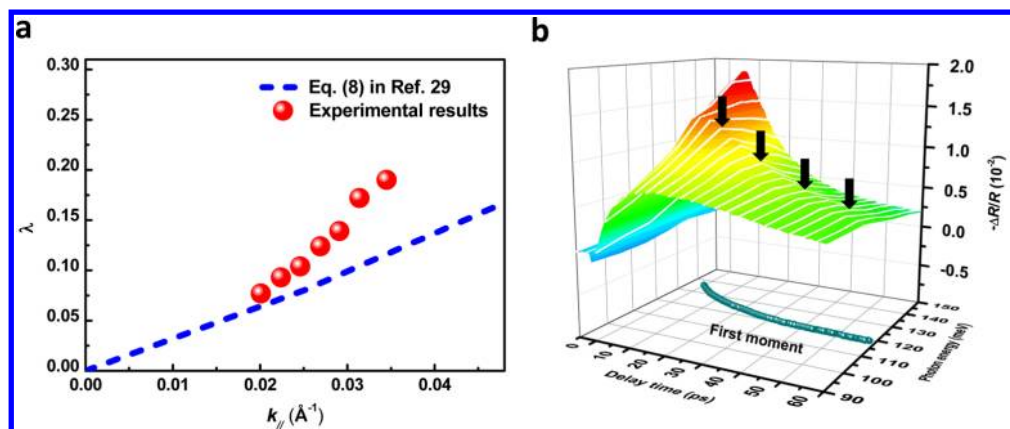 a
0.30
0.25
0.20
0.15
0.10
0.05
0.00
λ
Eq. (8) in Ref. 29
Experimental results
0.00 0.01 0.02 0.03 0.04
k// (Å⁻¹)
b
2.0
1.5
1.0
0.5
0.0
-0.5
-ΔR/R (10⁻²)
First moment
0 10 20 30 40 50 60
Delay time (ps)
150
140
130
120
110
100
90
Photon energy (meV)